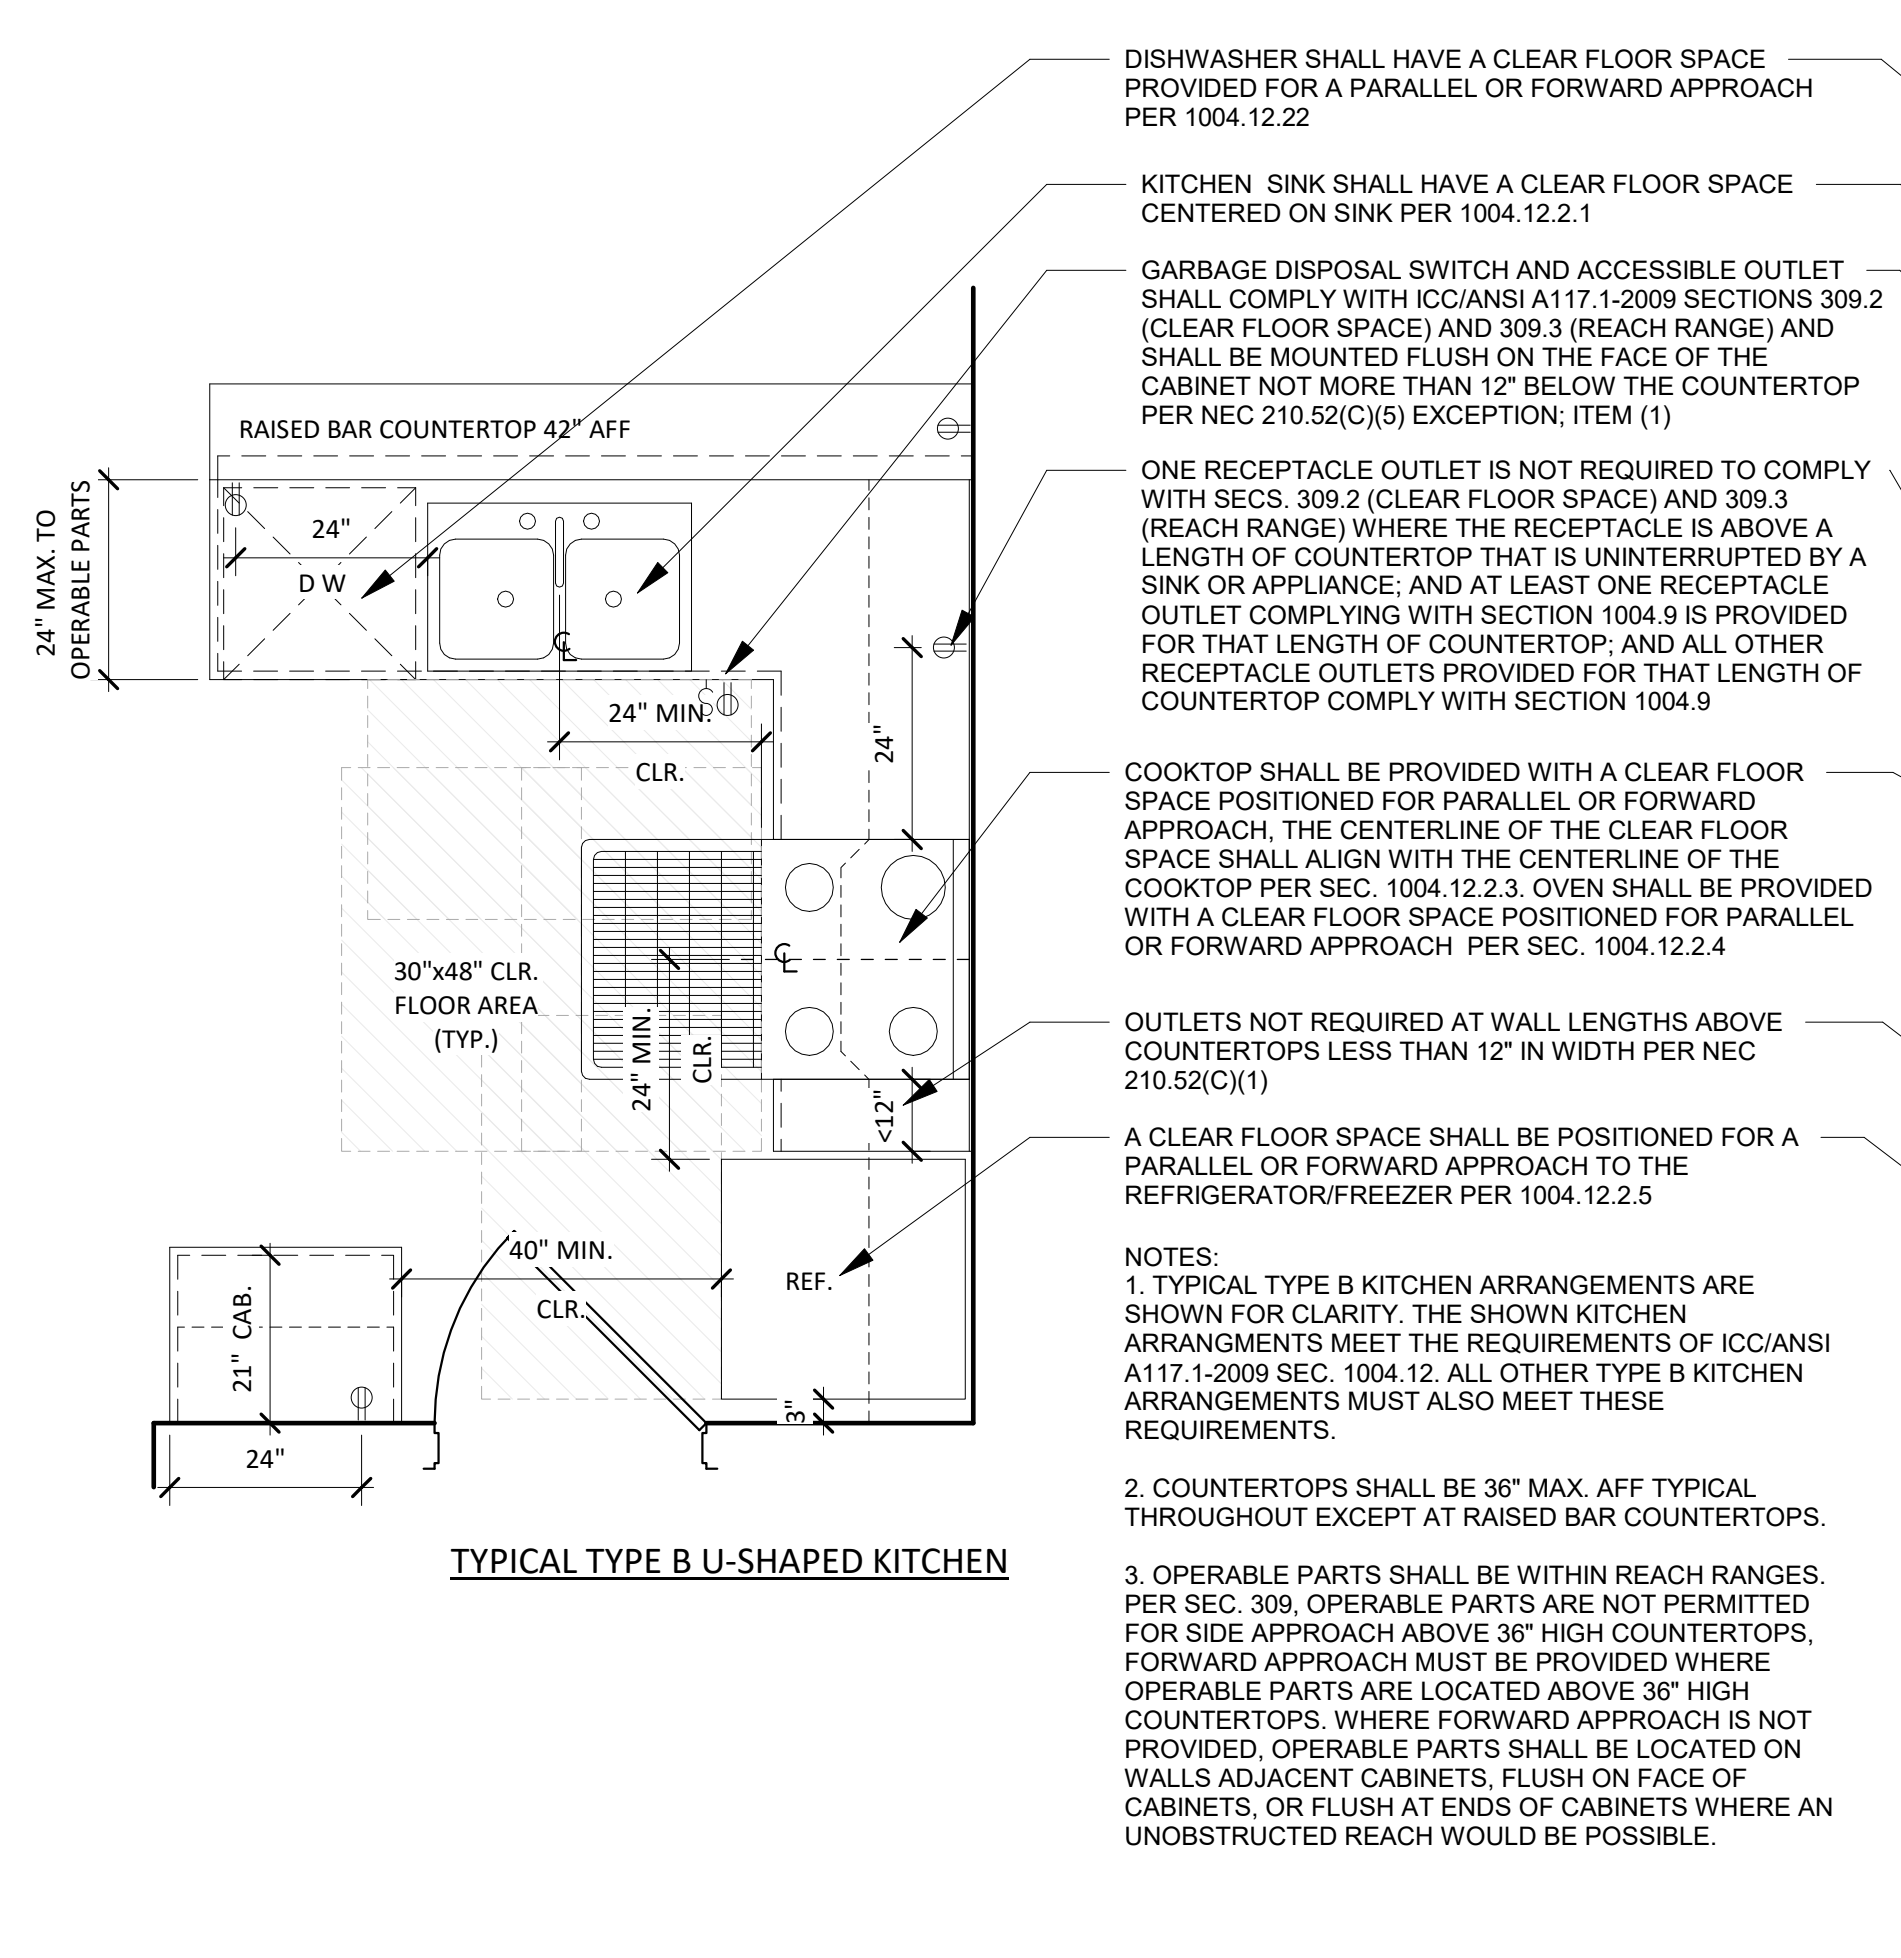 DISHWASHER SHALL HAVE A CLEAR FLOOR SPACE
PROVIDED FOR A PARALLEL OR FORWARD APPROACH
PER 1004.12.22
KITCHEN SINK SHALL HAVE A CLEAR FLOOR SPACE
CENTERED ON SINK PER 1004.12.2.1
GARBAGE DISPOSAL SWITCH AND ACCESSIBLE OUTLET
SHALL COMPLY WITH ICC/ANSI A117.1-2009 SECTIONS 309.2
(CLEAR FLOOR SPACE) AND 309.3 (REACH RANGE) AND
SHALL BE MOUNTED FLUSH ON THE FACE OF THE
CABINET NOT MORE THAN 12" BELOW THE COUNTERTOP
PER NEC 210.52(C)(5) EXCEPTION; ITEM (1)
ONE RECEPTACLE OUTLET IS NOT REQUIRED TO COMPLY
WITH SECS. 309.2 (CLEAR FLOOR SPACE) AND 309.3
(REACH RANGE) WHERE THE RECEPTACLE IS ABOVE A
LENGTH OF COUNTERTOP THAT IS UNINTERRUPTED BY A
SINK OR APPLIANCE; AND AT LEAST ONE RECEPTACLE
OUTLET COMPLYING WITH SECTION 1004.9 IS PROVIDED
FOR THAT LENGTH OF COUNTERTOP; AND ALL OTHER
RECEPTACLE OUTLETS PROVIDED FOR THAT LENGTH OF
COUNTERTOP COMPLY WITH SECTION 1004.9
COOKTOP SHALL BE PROVIDED WITH A CLEAR FLOOR
SPACE POSITIONED FOR PARALLEL OR FORWARD
APPROACH, THE CENTERLINE OF THE CLEAR FLOOR
SPACE SHALL ALIGN WITH THE CENTERLINE OF THE
COOKTOP PER SEC. 1004.12.2.3. OVEN SHALL BE PROVIDED
WITH A CLEAR FLOOR SPACE POSITIONED FOR PARALLEL
OR FORWARD APPROACH PER SEC. 1004.12.2.4
OUTLETS NOT REQUIRED AT WALL LENGTHS ABOVE
COUNTERTOPS LESS THAN 12" IN WIDTH PER NEC
210.52(C)(1)
A CLEAR FLOOR SPACE SHALL BE POSITIONED FOR A
PARALLEL OR FORWARD APPROACH TO THE
REFRIGERATOR/FREEZER PER 1004.12.2.5
NOTES:
1. TYPICAL TYPE B KITCHEN ARRANGEMENTS ARE
SHOWN FOR CLARITY. THE SHOWN KITCHEN
ARRANGMENTS MEET THE REQUIREMENTS OF ICC/ANSI
A117.1-2009 SEC. 1004.12. ALL OTHER TYPE B KITCHEN
ARRANGEMENTS MUST ALSO MEET THESE
REQUIREMENTS.
2. COUNTERTOPS SHALL BE 36" MAX. AFF TYPICAL
THROUGHOUT EXCEPT AT RAISED BAR COUNTERTOPS.
3. OPERABLE PARTS SHALL BE WITHIN REACH RANGES.
PER SEC. 309, OPERABLE PARTS ARE NOT PERMITTED
FOR SIDE APPROACH ABOVE 36" HIGH COUNTERTOPS,
FORWARD APPROACH MUST BE PROVIDED WHERE
OPERABLE PARTS ARE LOCATED ABOVE 36" HIGH
COUNTERTOPS. WHERE FORWARD APPROACH IS NOT
PROVIDED, OPERABLE PARTS SHALL BE LOCATED ON
WALLS ADJACENT CABINETS, FLUSH ON FACE OF
CABINETS, OR FLUSH AT ENDS OF CABINETS WHERE AN
UNOBSTRUCTED REACH WOULD BE POSSIBLE.
RAISED BAR COUNTERTOP 42" AFF
24" MAX. TO
OPERABLE PARTS
24"
D W
℄
24" MIN.
CLR.
S
24"
30"x48" CLR.
FLOOR AREA
(TYP.)
℄
24" MIN.
CLR.
<12"
40" MIN.
CLR.
REF.
21" CAB.
3"
24"
TYPICAL TYPE B U-SHAPED KITCHEN